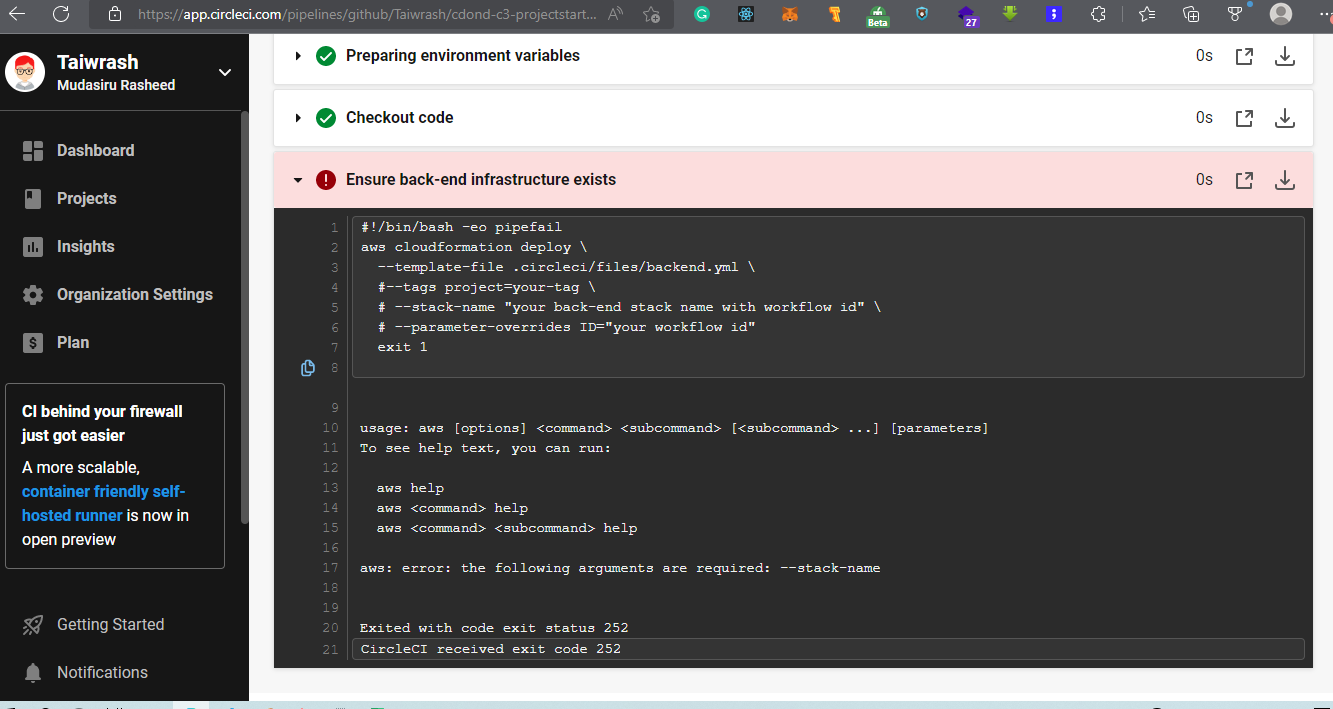 https://app.circleci.com/pipelines/github/Taiwrash/cdond-c3-projectstart...
Beta
27
Taiwrash
Mudasiru Rasheed
Dashboard
Projects
Insights
Organization Settings
Plan
CI behind your firewall
just got easier
A more scalable,
container friendly self-
hosted runner is now in
open preview
Getting Started
Notifications
Preparing environment variables
0s
Checkout code
0s
Ensure back-end infrastructure exists
0s
1 #!/bin/bash -eo pipefail
2 aws cloudformation deploy \
3 --template-file .circleci/files/backend.yml \
4 #--tags project=your-tag \
5 # --stack-name "your back-end stack name with workflow id" \
6 # --parameter-overrides ID="your workflow id"
7 exit 1
8
9
10 usage: aws [options] <command> <subcommand> [<subcommand> ...] [parameters]
11 To see help text, you can run:
12
13 aws help
14 aws <command> help
15 aws <command> <subcommand> help
16
17 aws: error: the following arguments are required: --stack-name
18
19
20 Exited with code exit status 252
21 CircleCI received exit code 252